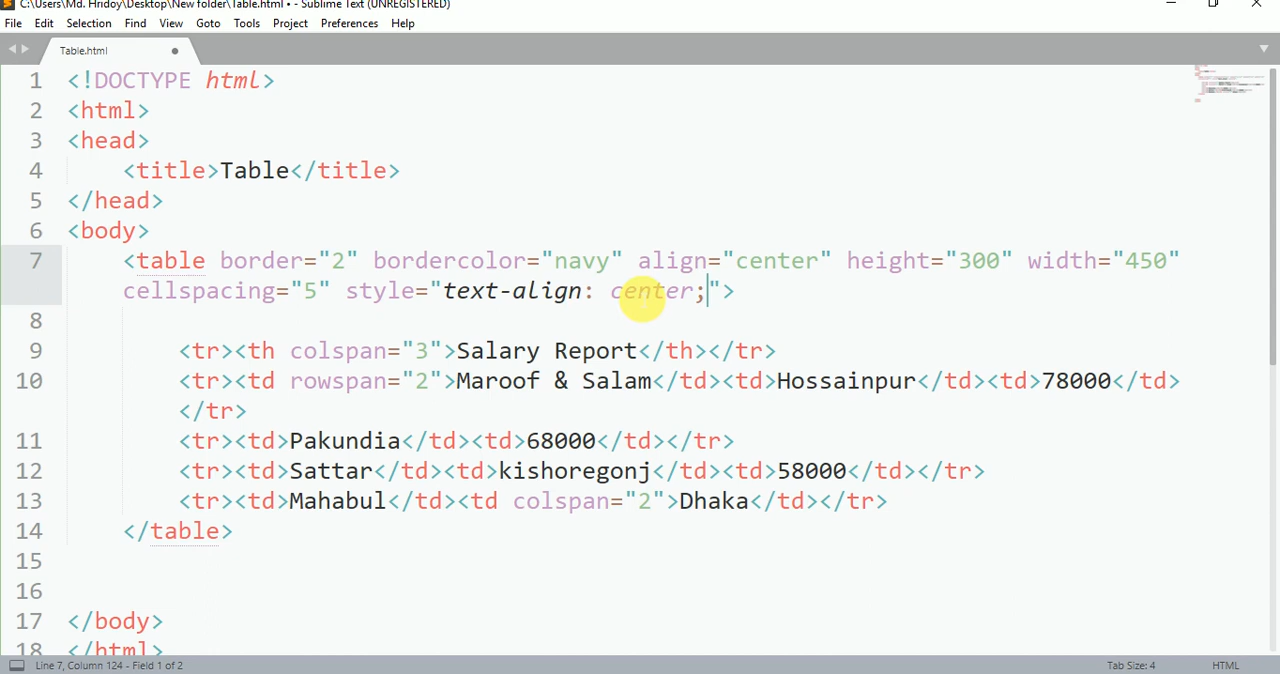 C:\Users\Md. Hridoy\Desktop\New folder\Table.html • - Sublime Text (UNREGISTERED)
File Edit Selection Find View Goto Tools Project Preferences Help
Table.html
1 <!DOCTYPE html>
2 <html>
3 <head>
4 <title>Table</title>
5 </head>
6 <body>
7 <table border="2" bordercolor="navy" align="center" height="300" width="450"
cellspacing="5" style="text-align: center;">
8
9 <tr><th colspan="3">Salary Report</th></tr>
10 <tr><td rowspan="2">Maroof & Salam</td><td>Hossainpur</td><td>78000</td>
</tr>
11 <tr><td>Pakundia</td><td>68000</td></tr>
12 <tr><td>Sattar</td><td>kishoregonj</td><td>58000</td></tr>
13 <tr><td>Mahabul</td><td colspan="2">Dhaka</td></tr>
14 </table>
15
16
17 </body>
18 </html>
Line 7, Column 124 - Field 1 of 2 Tab Size: 4 HTML